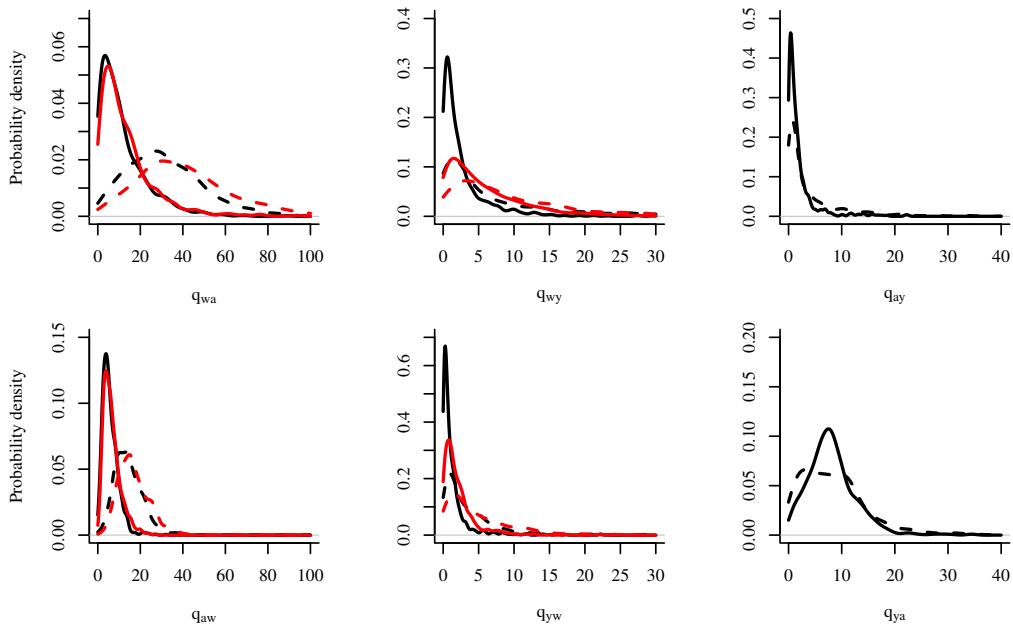 Probability density
0.00 0.02 0.04 0.06
0 20 40 60 80 100
qwa
0.0 0.1 0.2 0.3 0.4
0 5 10 15 20 25 30
qwy
0.0 0.1 0.2 0.3 0.4 0.5
0 10 20 30 40
qay
Probability density
0.00 0.05 0.10 0.15
0 20 40 60 80 100
qaw
0.0 0.2 0.4 0.6
0 5 10 15 20 25 30
qyw
0.00 0.05 0.10 0.15 0.20
0 10 20 30 40
qya